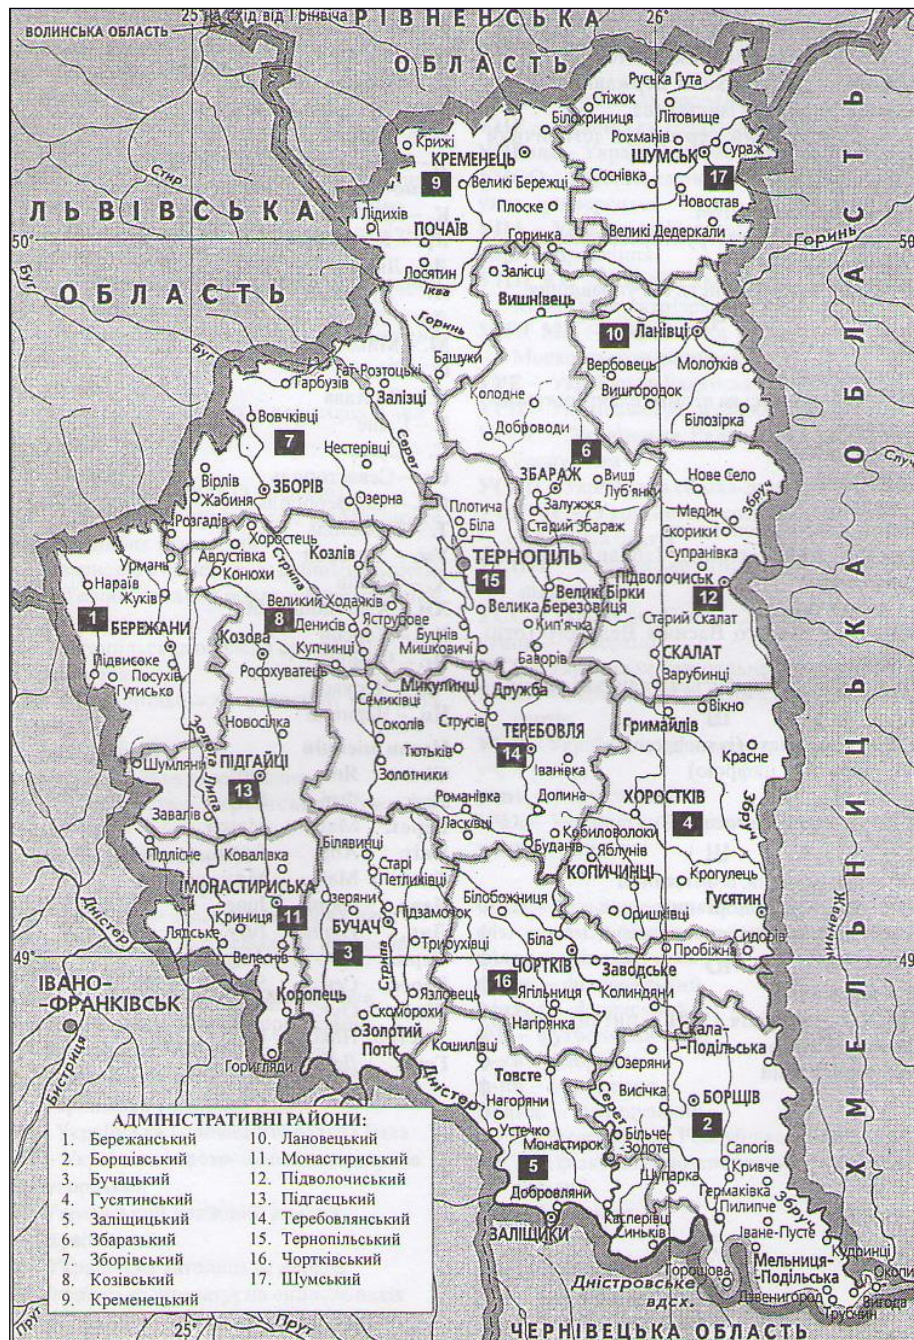 25° на схід від Грінвіча
РІВНЕНСЬКА
26
ВОЛИНСЬКА ОБЛАСТЬ
ОБЛАСТЬ
Руська Гута
Стіжок
Літовище
Білокриниця
Рохманів
Крижі
КРЕМЕНЕЦЬ
ШУМСЬК
Сураж
Стир
9
Великі Бережці
Соснівка
17
ЛЬВІВСЬКА
Плоске
Новостав
Лідихів
ПОЧАЇВ
Великі Дедеркали
50°
Горинка
49°
50°
Горинь
Лосятин
Залісці
Іква
Буг
ОБЛАСТЬ
Вишнівець
Горинь
10
Ланівці
Буг
Башуки
Вербовець
Молотків
Гарбузів
Гаї-Розтоцькі
Залізці
Колодне
Вишгородок
Вовчківці
Доброводи
Білозірка
7
Нестерівці
Серет
6
Случ
Вірлів
ЗБОРІВ
ЗБАРАЖ
Вищі
Луб'янки
Нове Село
Жабиня
Озерна
Плотича
Залужжя
Медин
Збруч
Розгадів
Біла
Старий Збараж
Скорики
Хоростець
Козлів
Супранівка
Урмань
Августівка
Стрипа
ТЕРНОПІЛЬ
Підволочиськ
Нараїв
Конюхи
15
Великі Бірки
12
Жуків
Великий Ходачків
Велика Березовиця
1
8
Денисів
Яструбове
Старий Скалат
БЕРЕЖАНИ
Козова
Буцнів
Кип'ячка
СКАЛАТ
Підвисоке
Купчинці
Мишковичі
Баворів
Посухів
Росохуватець
Зарубинці
Гутисько
Микулинці
Дружба
Семиківці
Вікно
Новосілка
Соколів
Струсів
Гримайлів
Золота Липа
ТЕРЕБОВЛЯ
Шумляни
ПІДГАЙЦІ
Тютьків
14
Красне
Золотники
Іванівка
13
Романівка
Долина
ХОРОСТКІВ
Завалів
Ласківці
4
Збруч
Білявинці
Кобиловолоки
Підлісне
Ковалівка
Буданів
Яблунів
Старі
Петликівці
КОПИЧИНЦІ
Крогулець
МОНАСТИРИСЬКА
Озеряни
Білобожниця
Гусятин
Дністер
Криниця
11
Підзамочок
Оришківці
Жванчик
Лядське
БУЧАЧ
Біла
Сидорів
Трибухівці
Пробіжна
Велеснів
3
Стрипа
ЧОРТКІВ
Заводське
ІВАНО-
–ФРАНКІВСЬК
16
Коропець
Язловець
Ягільниця
Колиндяни
Скоморохи
Нагірянка
Золотий
Потік
Скала-
-Подільська
Бистриця
Кошилівці
Озеряни
Горигляди
Товсте
Дністер
Висічка
БОРЩІВ
Нагоряни
Серет
2
Устечко
Більче-
Золоте
Монастирок
Сапогів
5
Шупарка
Кривче
Добровляни
Гермаківка
ЗАЛІЩИКИ
Касперівці
Пилипче
Збруч
Синьків
Іване-Пусте
Мельниця-
-Подільська
Кудринці
Горошова
Окопи
Дністровське
вдсх.
Дзвенигород
Вигода
Трубчин
Прут
25°
Прут
26
ЧЕРНІВЕЦЬКА ОБЛАСТЬ
ХМЕЛЬНИЦЬКА ОБЛАСТЬ
АДМІНІСТРАТИВНІ РАЙОНИ:
1. Бережанський
2. Борщівський
3. Бучацький
4. Гусятинський
5. Заліщицький
6. Збаразький
7. Зборівський
8. Козівський
9. Кременецький
10. Лановецький
11 Монастириський
12. Підволочиський
13. Підгаєцький
14. Теребовлянський
15. Тернопільський
16. Чортківський
17. Шумський